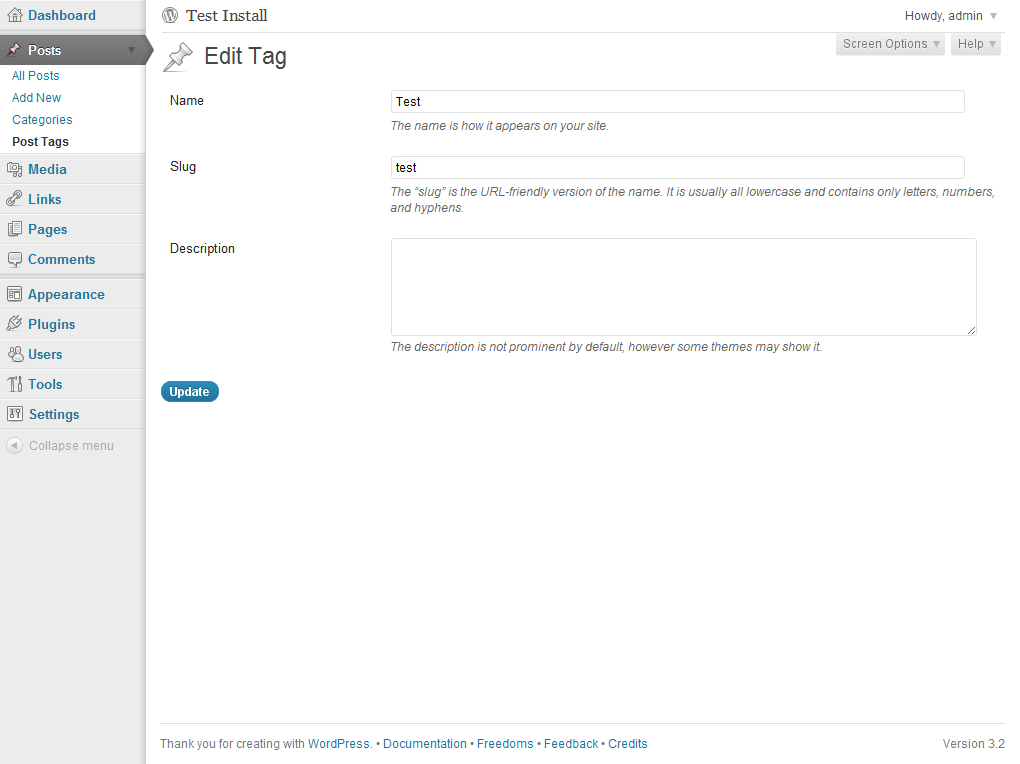 Dashboard
Posts
All Posts
Add New
Categories
Post Tags
Media
Links
Pages
Comments
Appearance
Plugins
Users
Tools
Settings
Collapse menu
Test Install
Howdy, admin
Screen Options
Help
Edit Tag
Name
Test
The name is how it appears on your site.
Slug
test
The “slug” is the URL-friendly version of the name. It is usually all lowercase and contains only letters, numbers,
and hyphens.
Description
The description is not prominent by default, however some themes may show it.
Update
Thank you for creating with WordPress. • Documentation • Freedoms • Feedback • Credits
Version 3.2